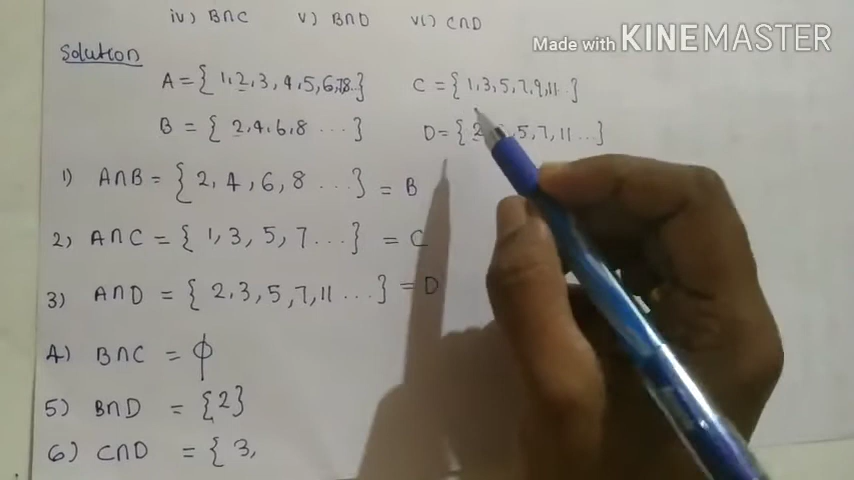 iv) B∩C v) B∩D vi) C∩D
Made with KINEMASTER
Solution
A = { 1, 2, 3, 4, 5, 6, 7, 8.. } C = { 1, 3, 5, 7, 9, 11.. }
B = { 2, 4, 6, 8 ... } D = { 2, 5, 7, 11 ... }
1) A∩B = { 2, 4, 6, 8 ... } = B
2) A∩C = { 1, 3, 5, 7 ... } = C
3) A∩D = { 2, 3, 5, 7, 11 ... } = D
4) B∩C = ϕ
5) B∩D = {2}
6) C∩D = { 3,